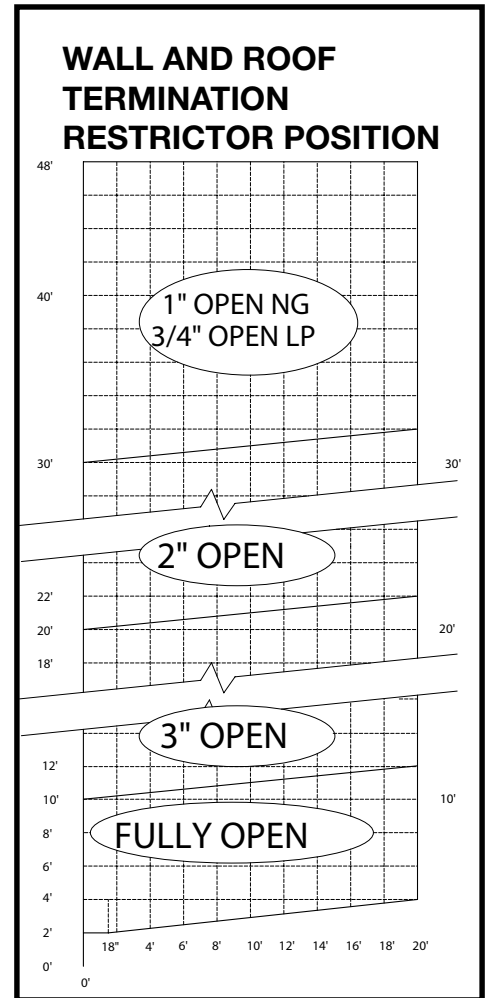 WALL AND ROOF
TERMINATION
RESTRICTOR POSITION
48'
40'
1" OPEN NG
3/4" OPEN LP
30'
30'
2" OPEN
22'
20'
20'
18'
3" OPEN
12'
10'
10'
8'
FULLY OPEN
6'
4'
2'
18" 4' 6' 8' 10' 12' 14' 16' 18' 20'
0'
0'